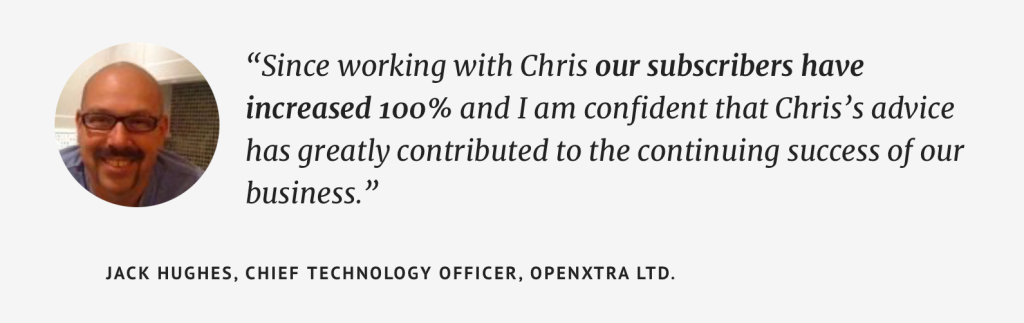 “Since working with Chris our subscribers have
increased 100% and I am confident that Chris’s advice
has greatly contributed to the continuing success of our
business.”
JACK HUGHES, CHIEF TECHNOLOGY OFFICER, OPENXTRA LTD.